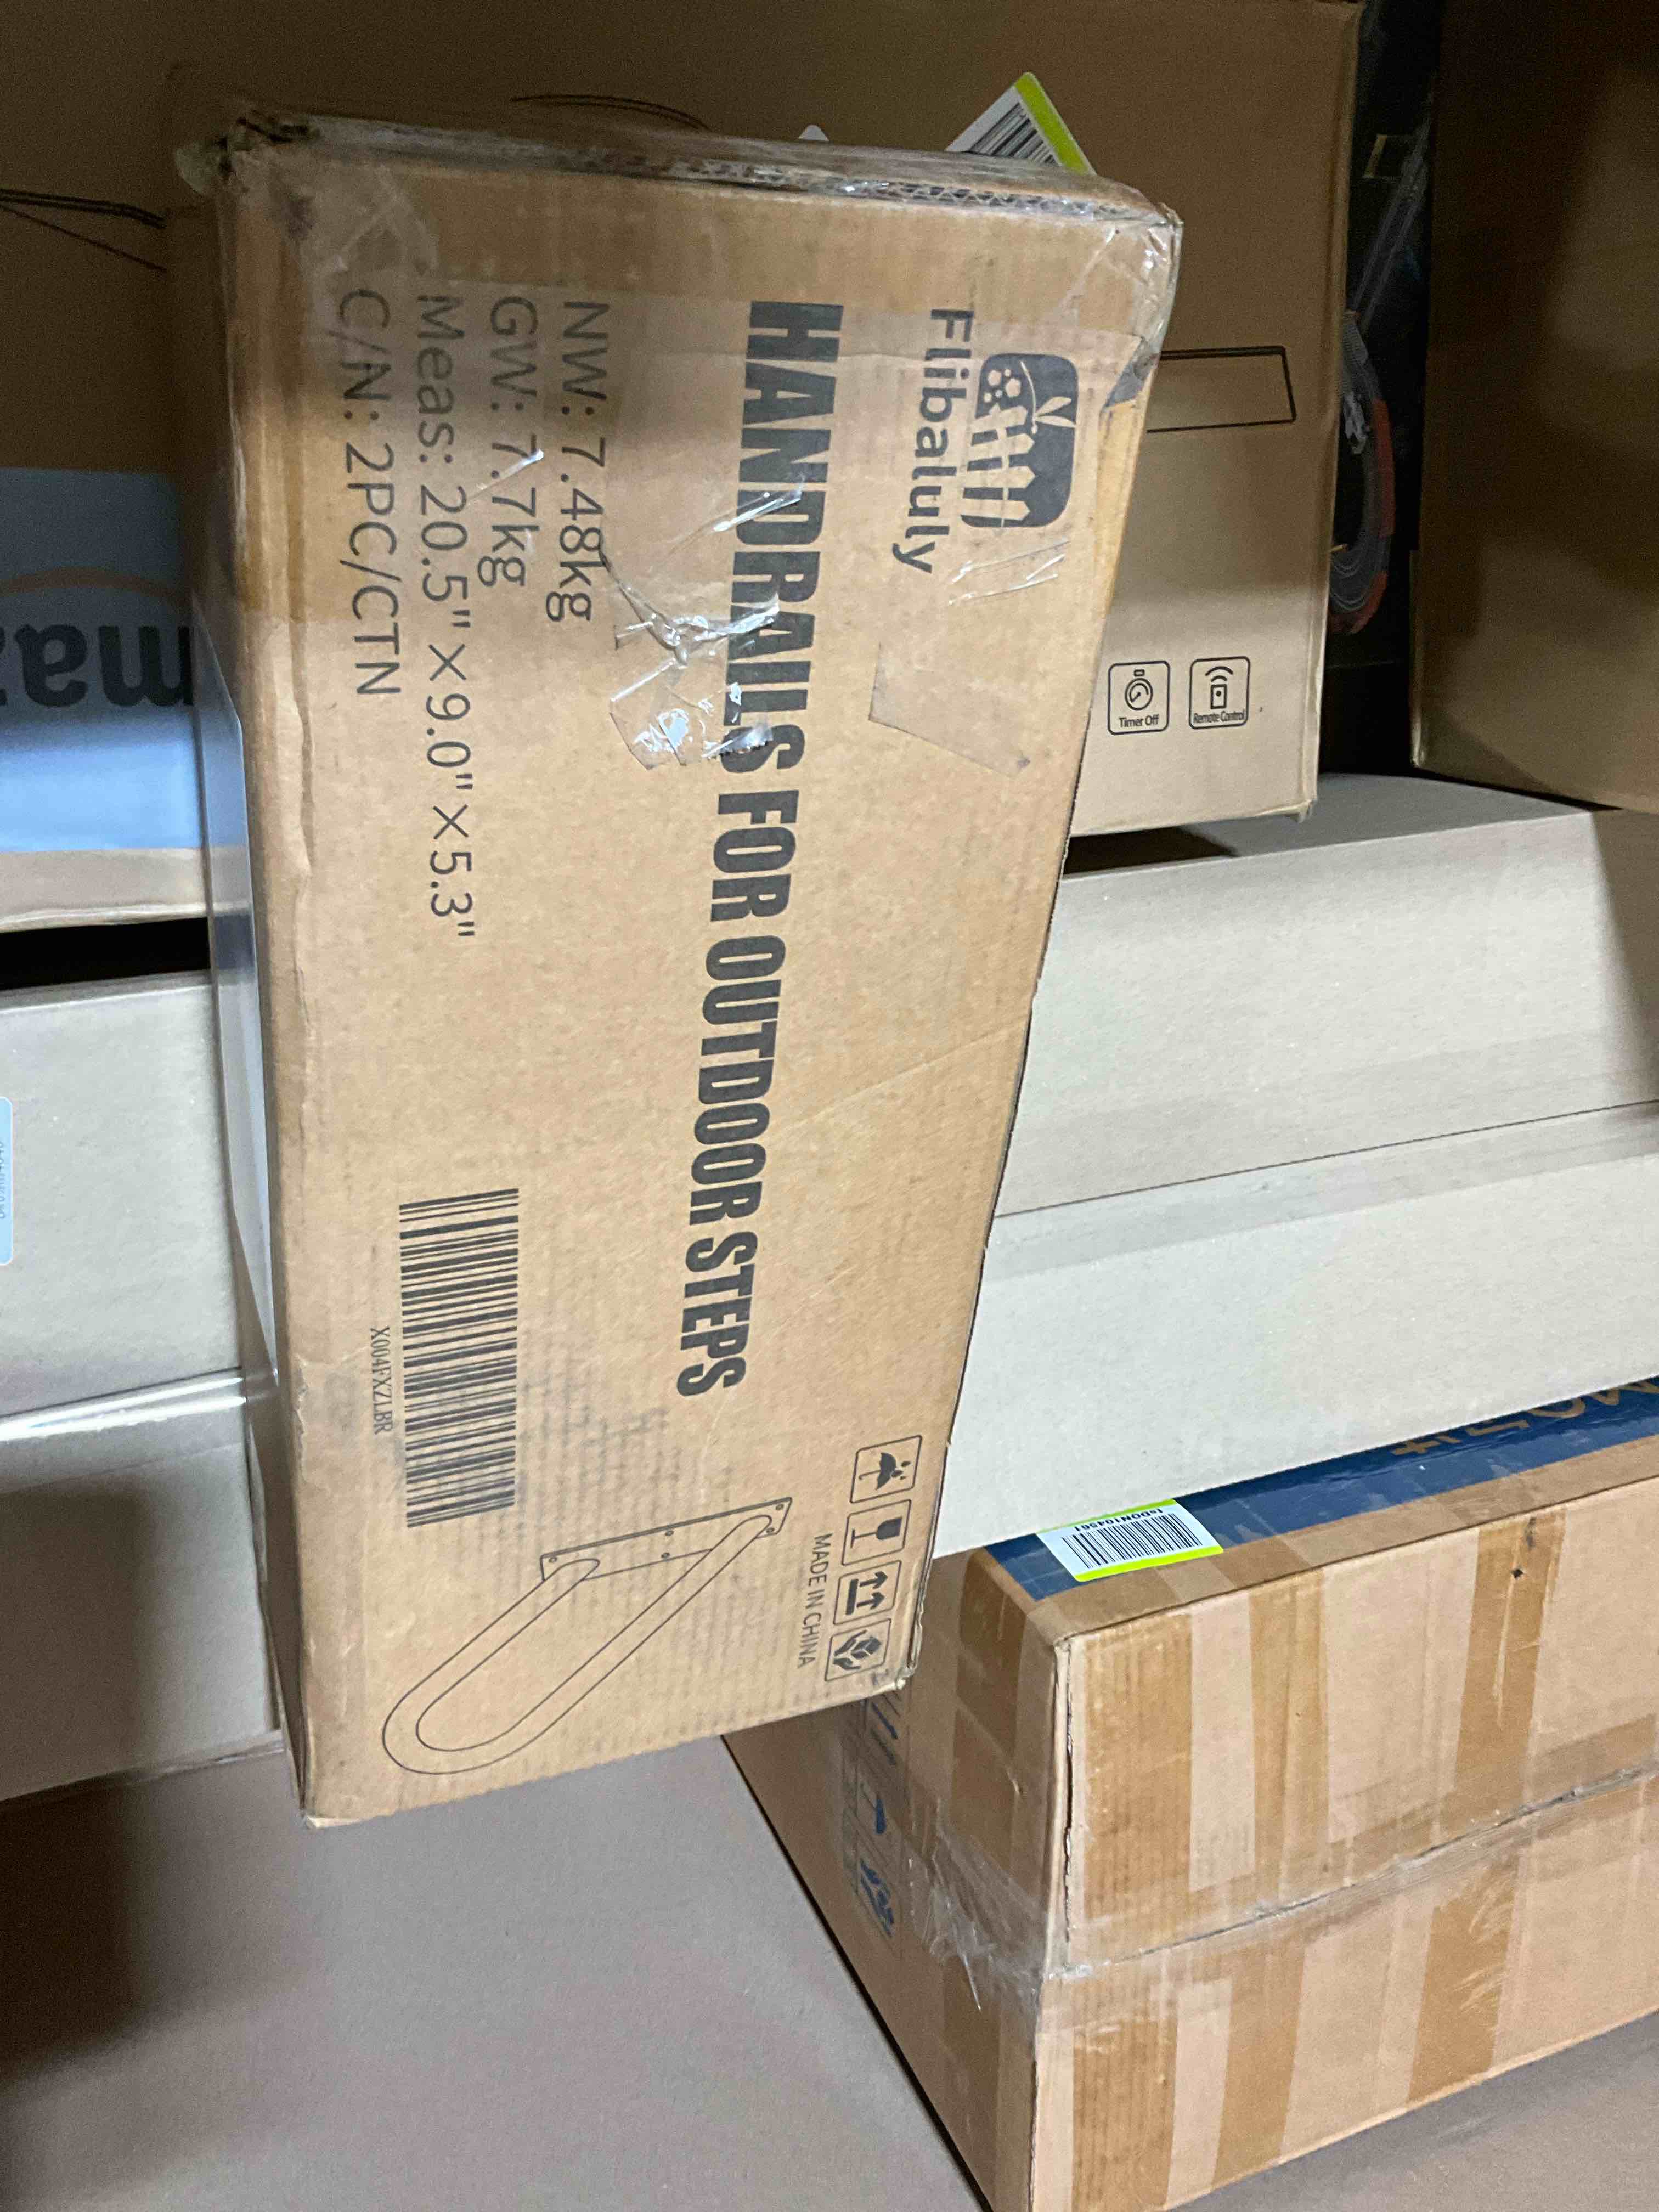 Flibaluly
HANDRAILS FOR OUTDOOR STEPS
NW: 7.48kg
GW: 7.7kg
Meas: 20.5"×9.0"×5.3"
C/N: 2PC/CTN
X004FXZLBR
MADE IN CHINA
Timer Off
Remote Control
maz